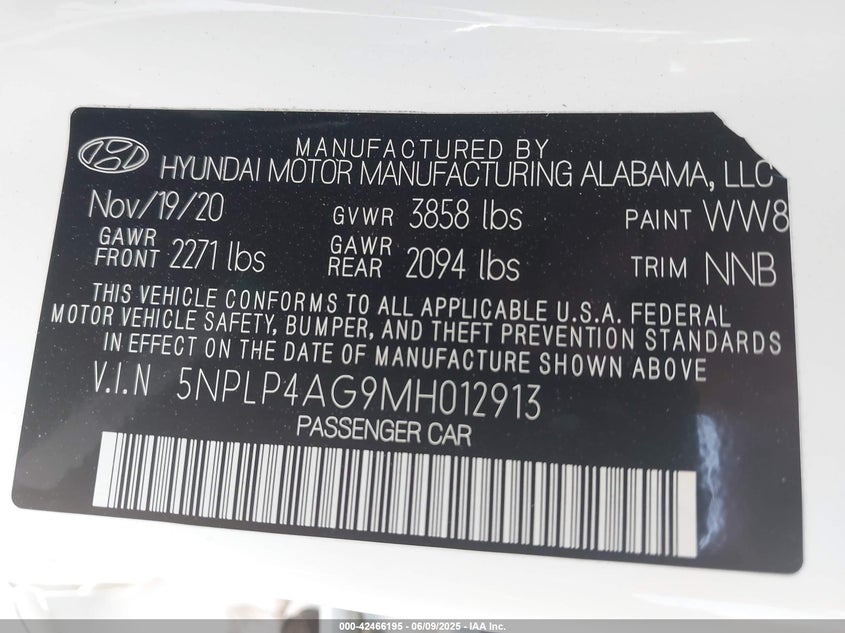 MANUFACTURED BY
HYUNDAI MOTOR MANUFACTURING ALABAMA, LLC
Nov/19/20 GVWR 3858 lbs PAINT WW8
GAWR FRONT 2271 lbs GAWR REAR 2094 lbs TRIM NNB
THIS VEHICLE CONFORMS TO ALL APPLICABLE U.S.A. FEDERAL
MOTOR VEHICLE SAFETY, BUMPER, AND THEFT PREVENTION STANDARDS
IN EFFECT ON THE DATE OF MANUFACTURE SHOWN ABOVE
V.I.N 5NPLP4AG9MH012913
PASSENGER CAR
000-42466195 - 06/09/2025 - IAA Inc.